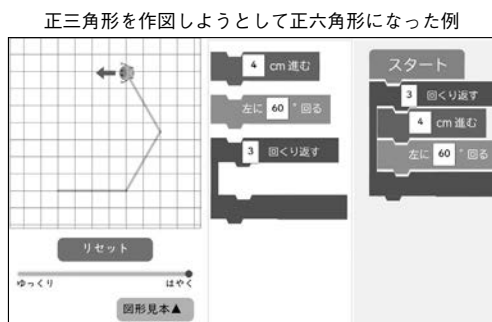 正三角形を作図しようとして正六角形になった例
4 cm 進む
左に 60 ° 回る
3 回くり返す
スタート
3 回くり返す
4 cm 進む
左に 60 ° 回る
リセット
ゆっくり はやく
図形見本▲